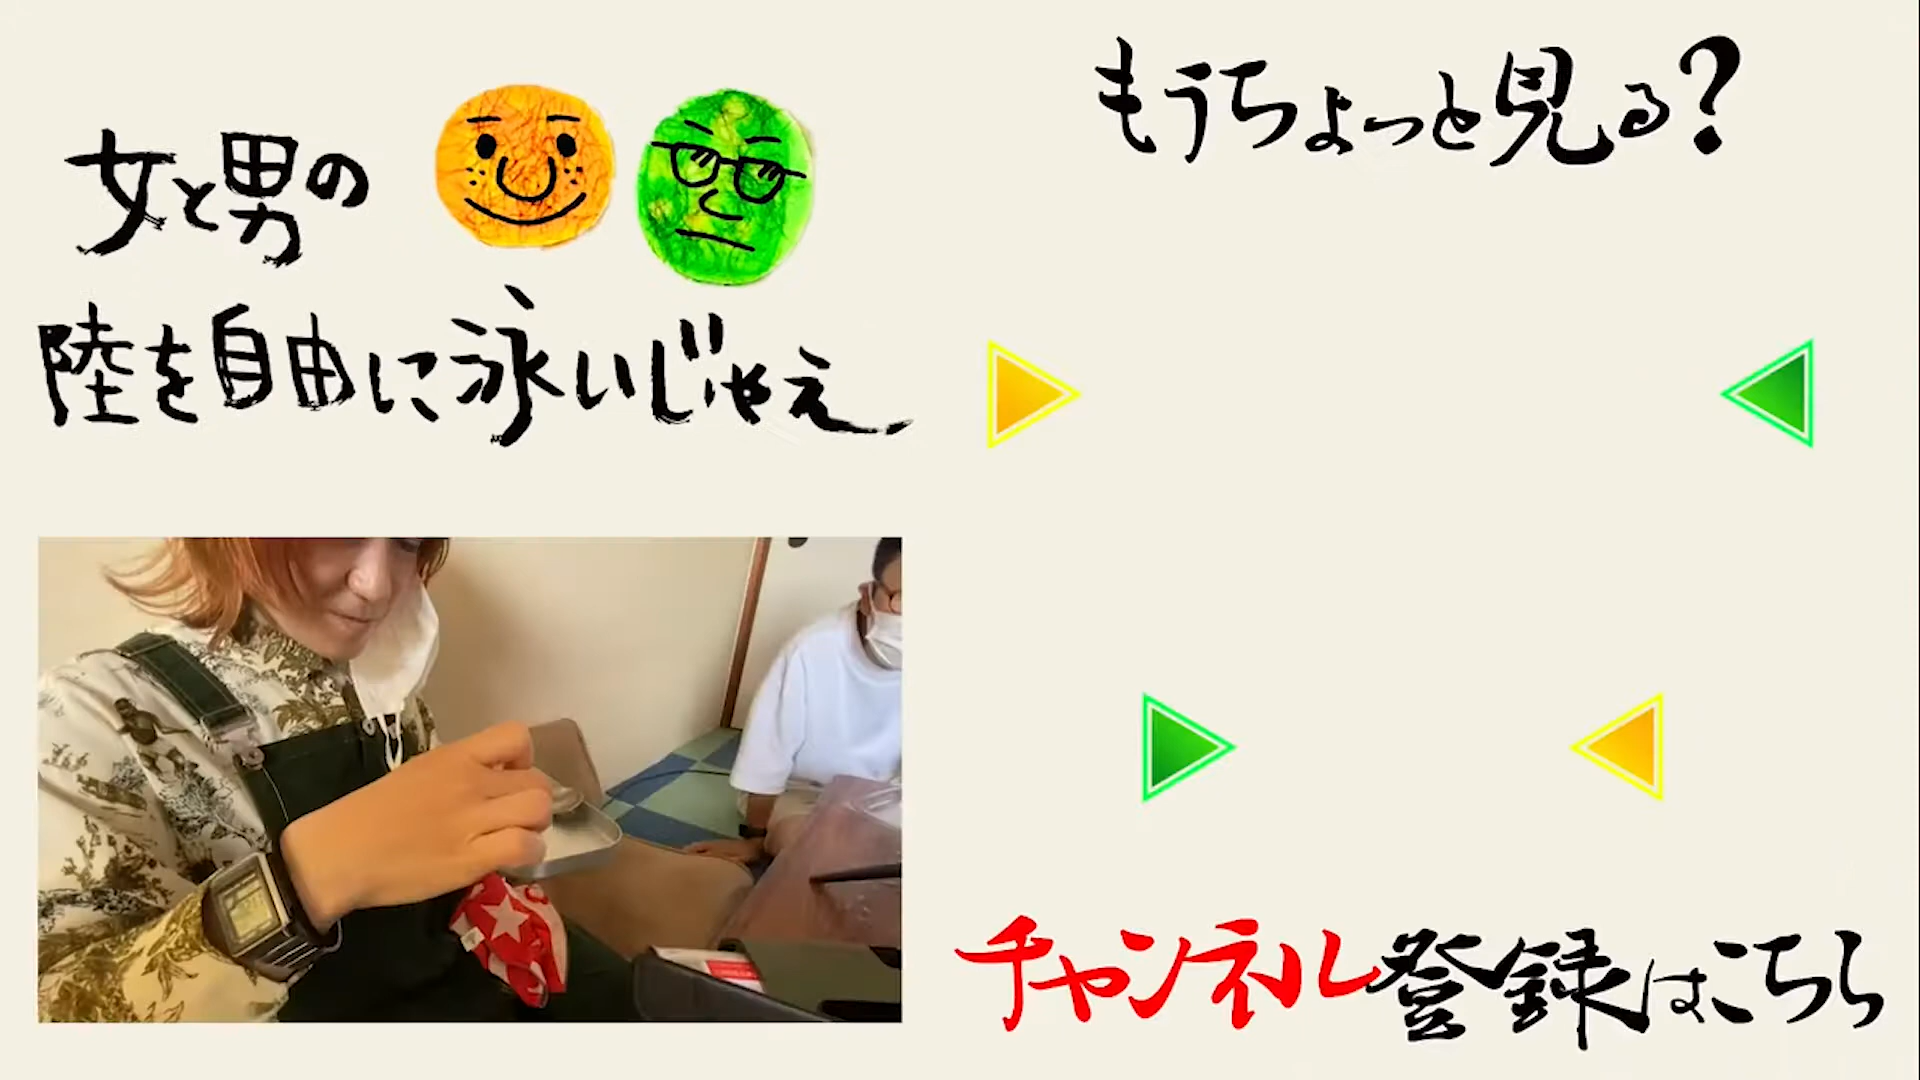 女と男の
陸を自由に泳いじゃえ
もうちょっと見る?
チャンネル登録はこちら